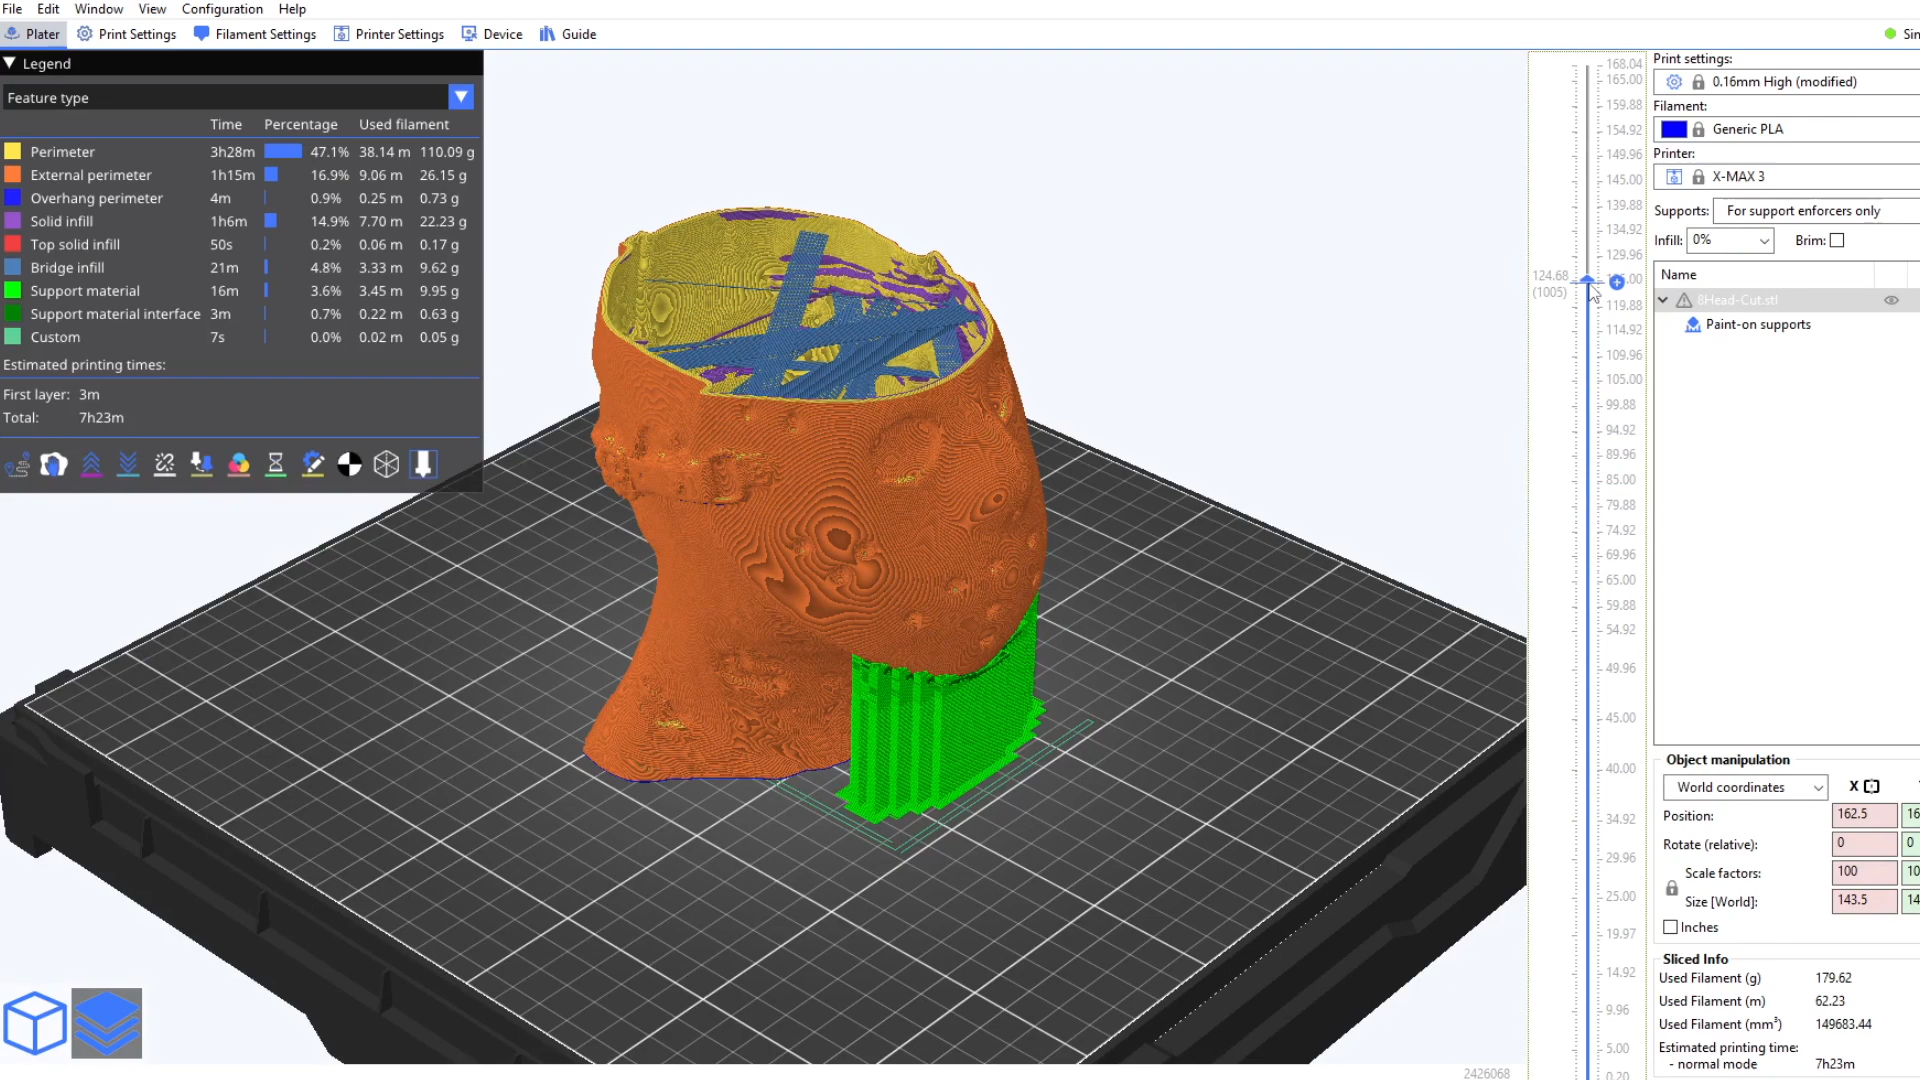 File Edit Window View Configuration Help
Plater Print Settings Filament Settings Printer Settings Device Guide
Legend
Feature type
Time Percentage Used filament
Perimeter 3h28m 47.1% 38.14 m 110.09 g
External perimeter 1h15m 16.9% 9.06 m 26.15 g
Overhang perimeter 4m 0.9% 0.25 m 0.73 g
Solid infill 1h6m 14.9% 7.70 m 22.23 g
Top solid infill 50s 0.2% 0.06 m 0.17 g
Bridge infill 21m 4.8% 3.33 m 9.62 g
Support material 16m 3.6% 3.45 m 9.95 g
Support material interface 3m 0.7% 0.22 m 0.63 g
Custom 7s 0.0% 0.02 m 0.05 g
Estimated printing times:
First layer: 3m
Total: 7h23m
124.68
(1005)
168.04
165.00
159.88
154.92
149.96
145.00
139.88
134.92
129.96
119.88
114.92
109.96
105.00
99.88
94.92
89.96
85.00
79.88
74.92
69.96
65.00
59.88
54.92
49.96
45.00
40.00
34.92
29.96
25.00
19.97
14.92
9.96
5.00
0.20
2426068
Print settings:
0.16mm High (modified)
Filament:
Generic PLA
Printer:
X-MAX 3
Supports: For support enforcers only
Infill: 0% Brim:
Name
8Head-Cut.stl
Paint-on supports
Object manipulation
World coordinates X
Position: 162.5 16
Rotate (relative): 0 0
Scale factors: 100 10
Size [World]: 143.5 14
Inches
Sliced Info
Used Filament (g) 179.62
Used Filament (m) 62.23
Used Filament (mm³) 149683.44
Estimated printing time:
- normal mode 7h23m